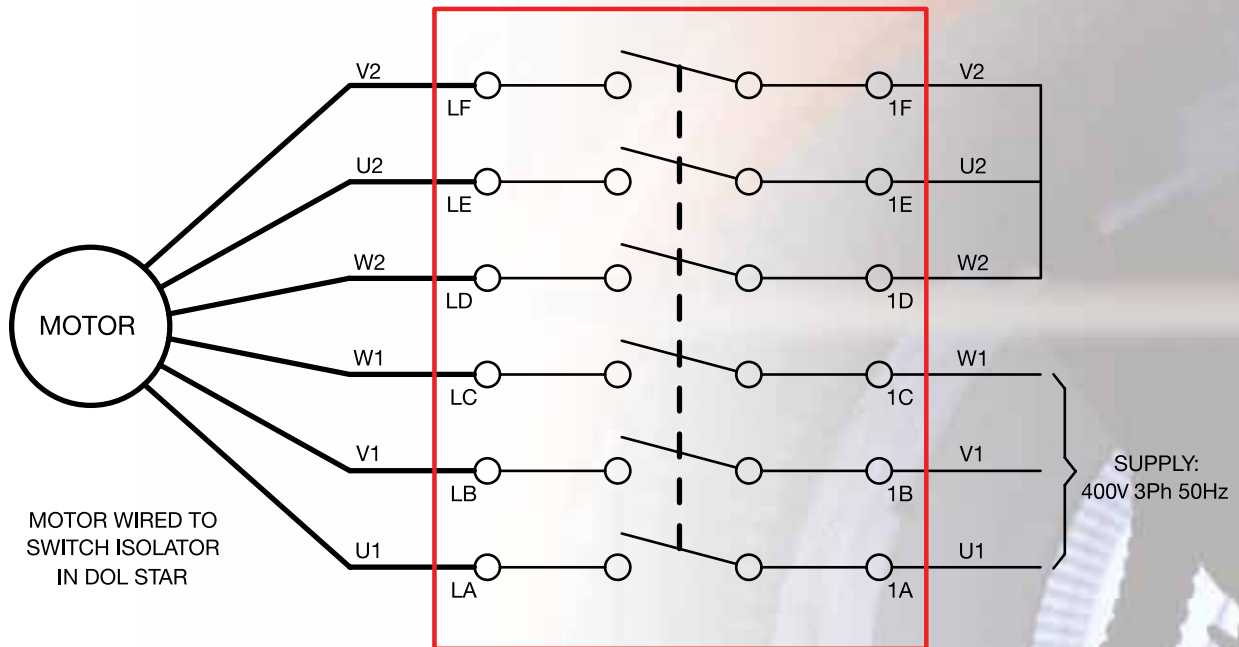 V2
V2
LF
1F
U2
U2
LE
1E
W2
W2
LD
1D
MOTOR
W1
W1
LC
1C
V1
V1
LB
1B
SUPPLY:
400V 3Ph 50Hz
MOTOR WIRED TO
SWITCH ISOLATOR
IN DOL STAR
U1
U1
LA
1A